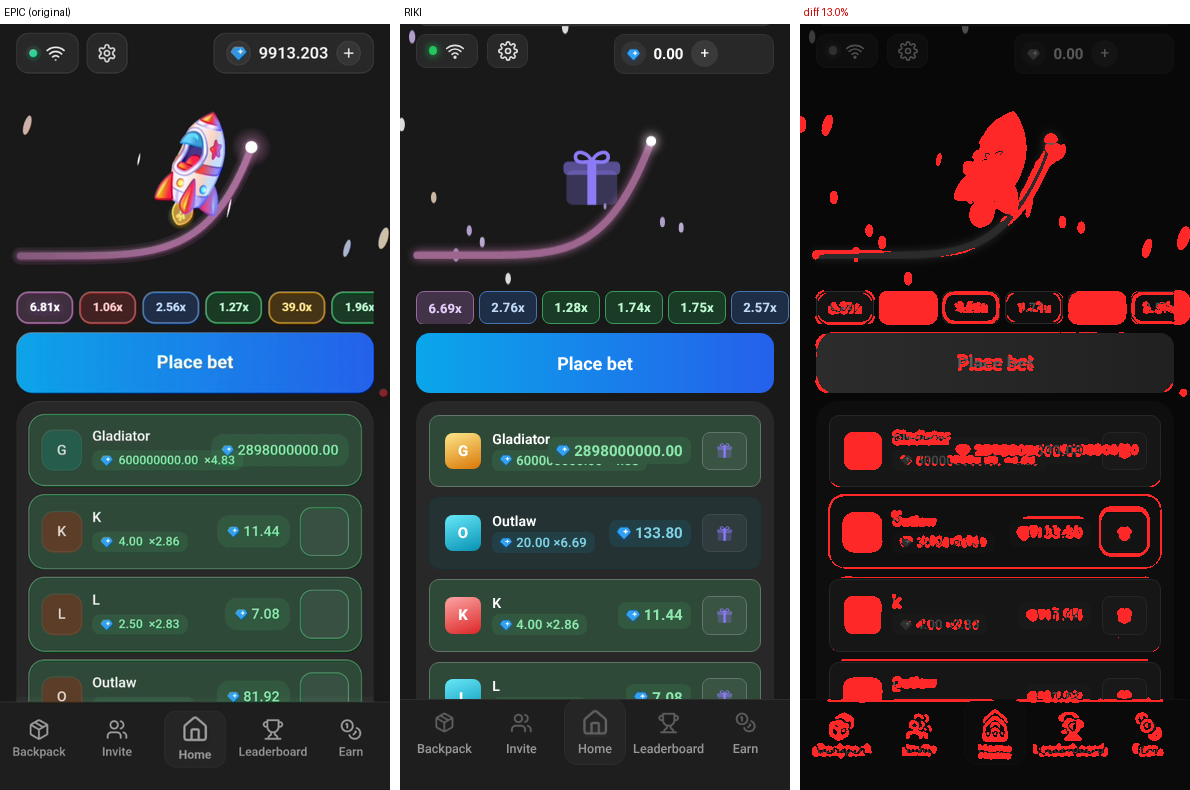 EPIC (original)
RIKI
diff 13.0%
9913.203 +
6.81x 1.06x 2.56x 1.27x 39.0x 1.96x
Place bet
G
Gladiator
600000000.00 ×4.83
2898000000.00
K
K
4.00 ×2.86
11.44
L
L
2.50 ×2.83
7.08
O
Outlaw
81.92
Backpack
Invite
Home
Leaderboard
Earn
0.00 +
6.69x 2.76x 1.28x 1.74x 1.75x 2.57x
Place bet
G
Gladiator
2898000000.00
O
Outlaw
20.00 ×6.69
133.80
K
K
4.00 ×2.86
11.44
L
L
7.08
Backpack
Invite
Home
Leaderboard
Earn
0.00 +
Place bet